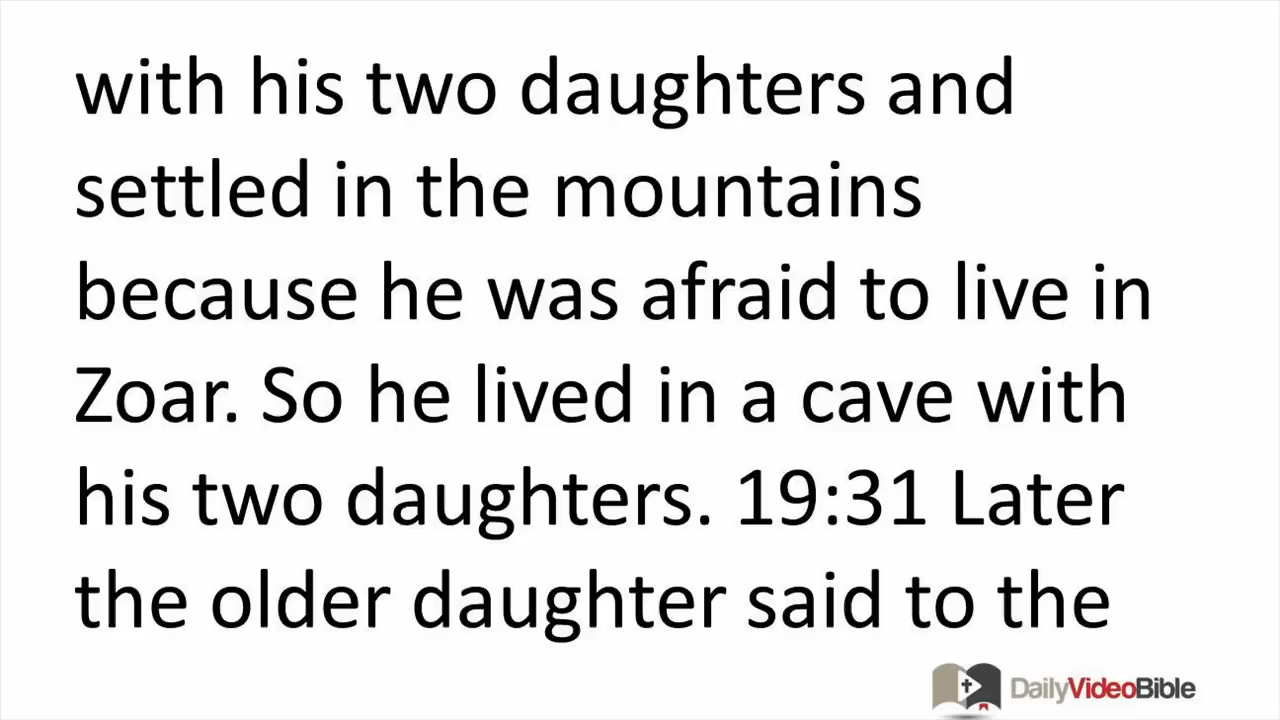 with his two daughters and
settled in the mountains
because he was afraid to live in
Zoar. So he lived in a cave with
his two daughters. 19:31 Later
the older daughter said to the
DailyVideoBible